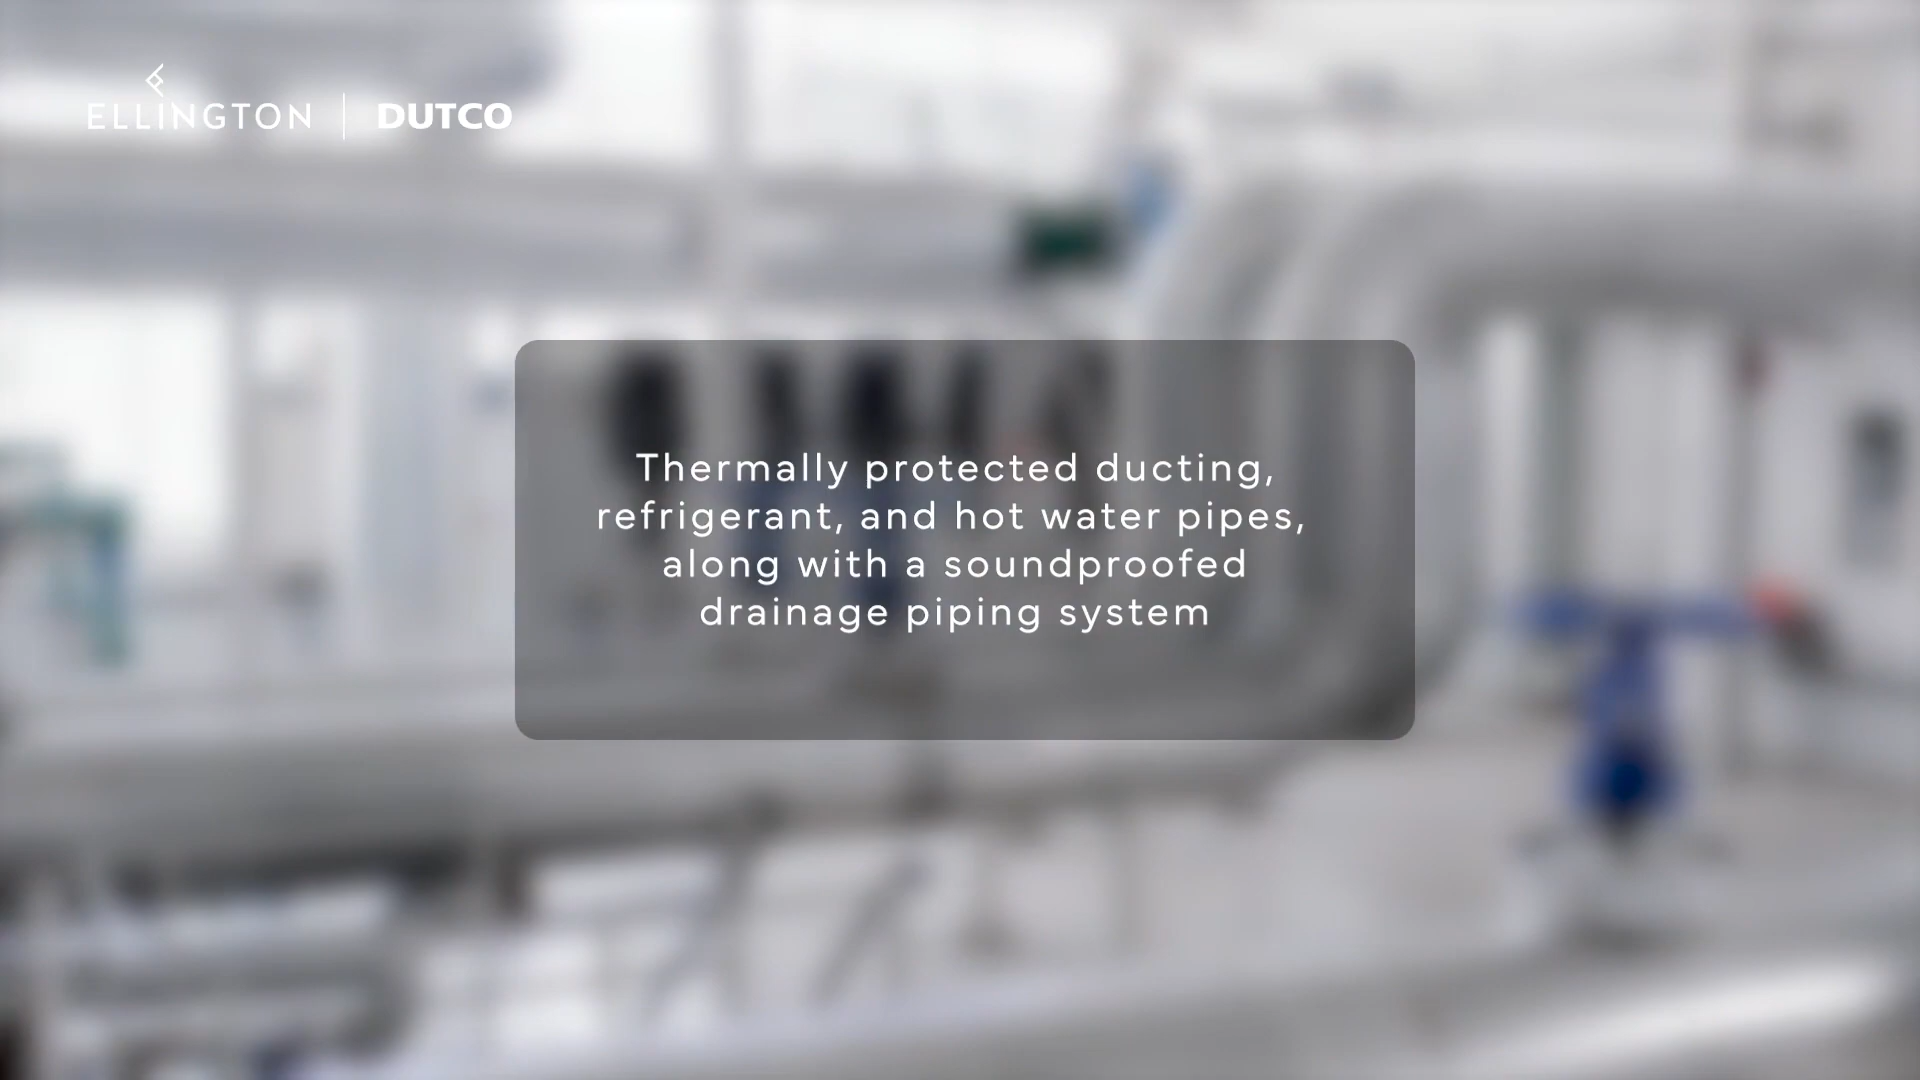 ELLINGTON | DUTCO
Thermally protected ducting,
refrigerant, and hot water pipes,
along with a soundproofed
drainage piping system